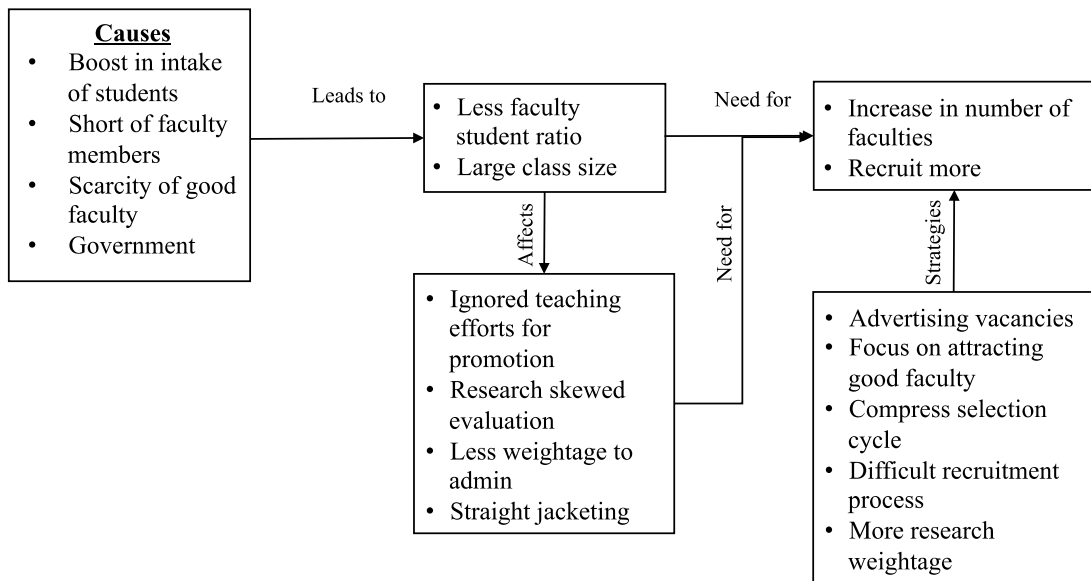 Causes
• Boost in intake
of students
• Short of faculty
members
• Scarcity of good
faculty
• Government
Leads to
• Less faculty
student ratio
• Large class size
Need for
• Increase in number of
faculties
• Recruit more
Affects
Need for
Strategies
• Ignored teaching
efforts for
promotion
• Research skewed
evaluation
• Less weightage to
admin
• Straight jacketing
• Advertising vacancies
• Focus on attracting
good faculty
• Compress selection
cycle
• Difficult recruitment
process
• More research
weightage